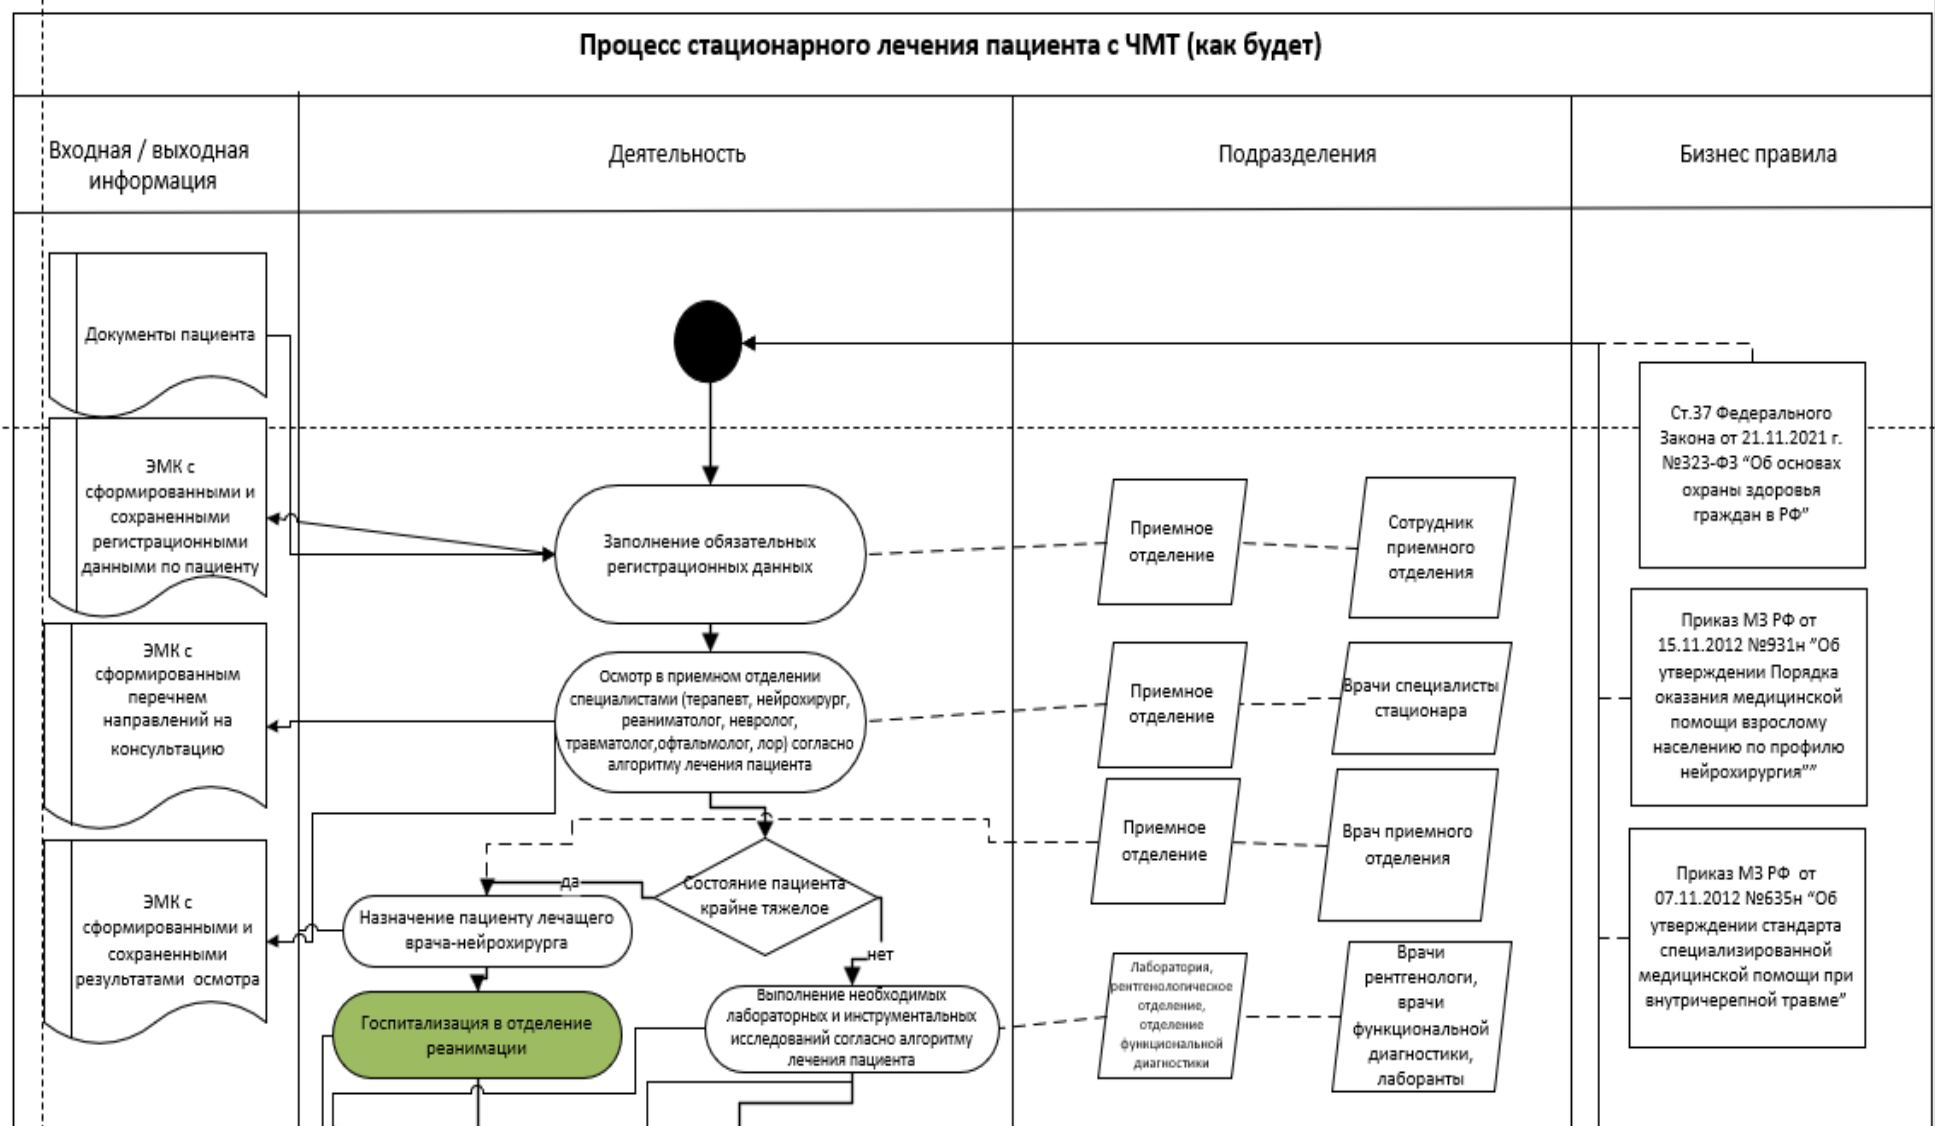 Процесс стационарного лечения пациента с ЧМТ (как будет)
Входная / выходная
информация
Деятельность
Подразделения
Бизнес правила
Документы пациента
ЭМК с
сформированными и
сохраненными
регистрационными
данными по пациенту
ЭМК с
сформированным
перечнем
направлений на
консультацию
ЭМК с
сформированными и
сохраненными
результатами осмотра
Заполнение обязательных
регистрационных данных
Осмотр в приемном отделении
специалистами (терапевт, нейрохирург,
реаниматолог, невролог,
травматолог,офтальмолог, лор) согласно
алгоритму лечения пациента
Состояние пациента
крайне тяжелое
да
нет
Назначение пациенту лечащего
врача-нейрохирурга
Госпитализация в отделение
реанимации
Выполнение необходимых
лабораторных и инструментальных
исследований согласно алгоритму
лечения пациента
Приемное
отделение
Сотрудник
приемного
отделения
Приемное
отделение
Врачи специалисты
стационара
Приемное
отделение
Врач приемного
отделения
Лаборатория,
рентгенологическое
отделение,
отделение
функциональной
диагностики
Врачи
рентгенологи,
врачи
функциональной
диагностики,
лаборанты
Ст.37 Федерального
Закона от 21.11.2021 г.
№323-ФЗ “Об основах
охраны здоровья
граждан в РФ”
Приказ МЗ РФ от
15.11.2012 №931н “Об
утверждении Порядка
оказания медицинской
помощи взрослому
населению по профилю
нейрохирургия””
Приказ МЗ РФ от
07.11.2012 №635н “Об
утверждении стандарта
специализированной
медицинской помощи при
внутричерепной травме”